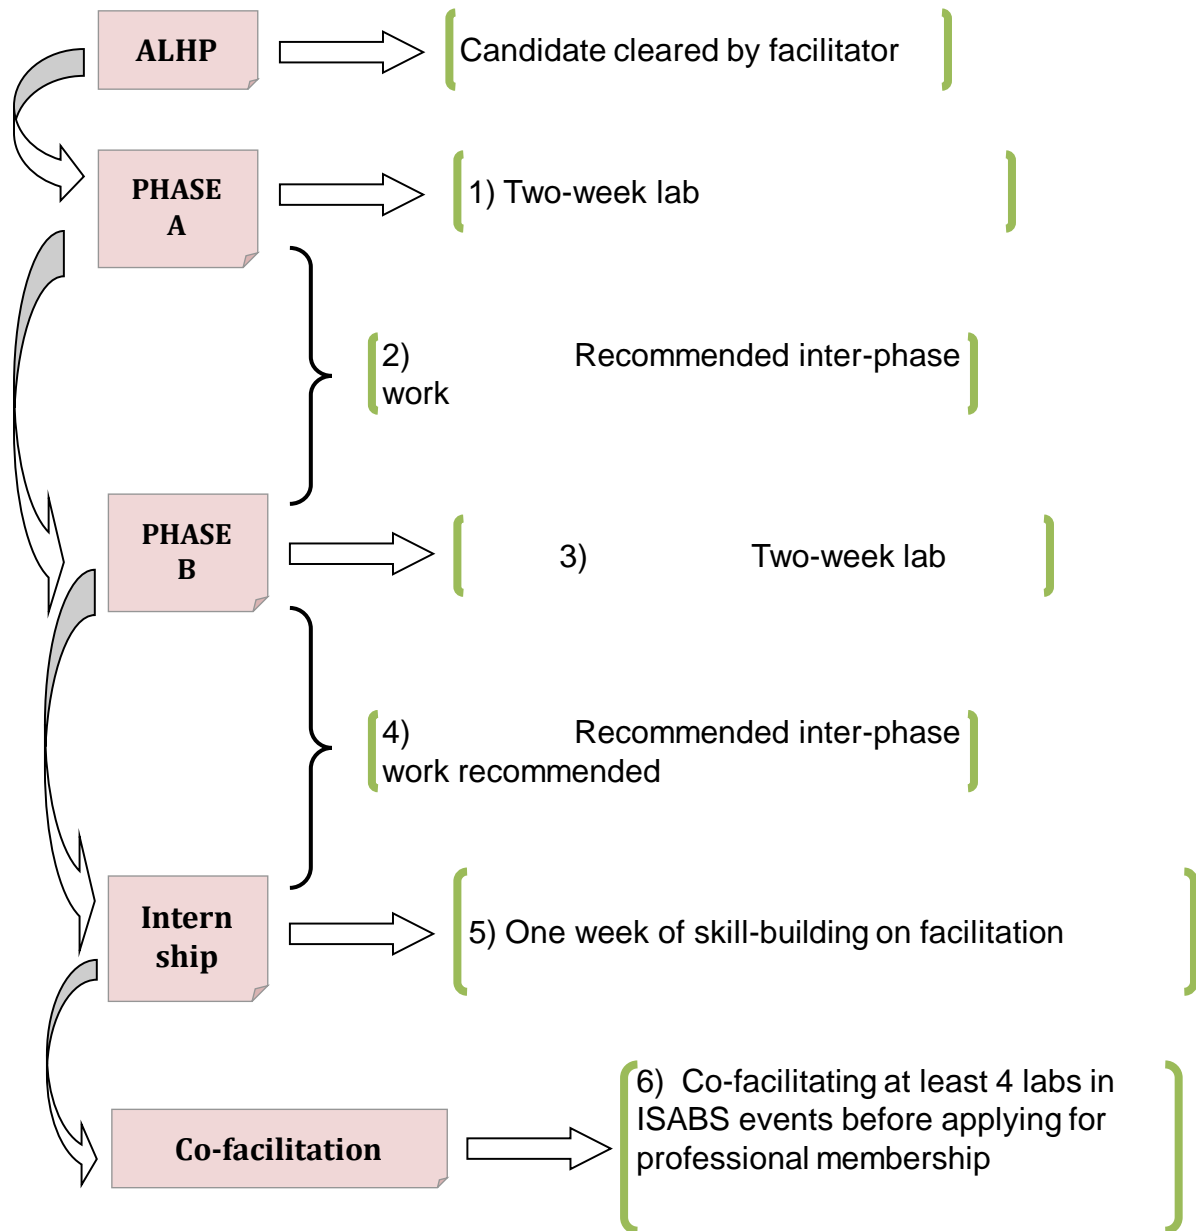 ALHP
Candidate cleared by facilitator
PHASE
A
1) Two-week lab
2) Recommended inter-phase
work
PHASE
B
3) Two-week lab
4) Recommended inter-phase
work recommended
Intern
ship
5) One week of skill-building on facilitation
Co-facilitation
6) Co-facilitating at least 4 labs in
ISABS events before applying for
professional membership